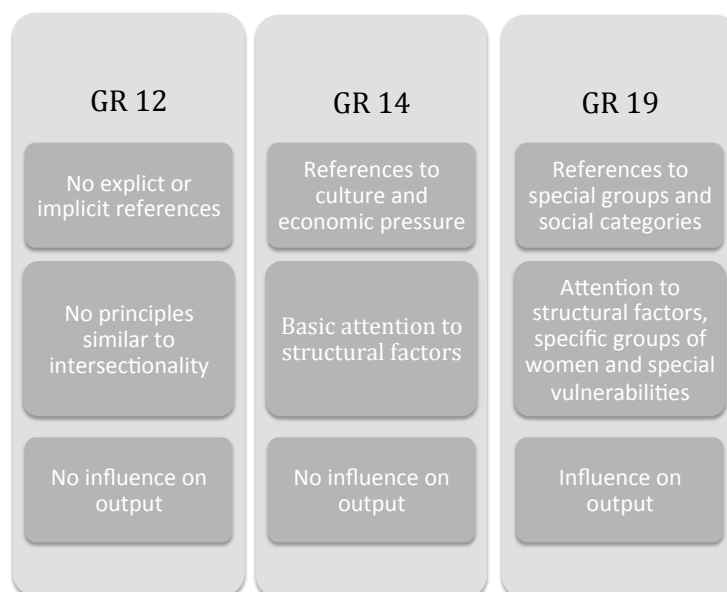 GR 12
No explict or
implicit references
No principles
similar to
intersectionality
No influence on
output
GR 14
References to
culture and
economic pressure
Basic attention to
structural factors
No influence on
output
GR 19
References to
special groups and
social categories
Attention to
structural factors,
specific groups of
women and special
vulnerabilities
Influence on
output